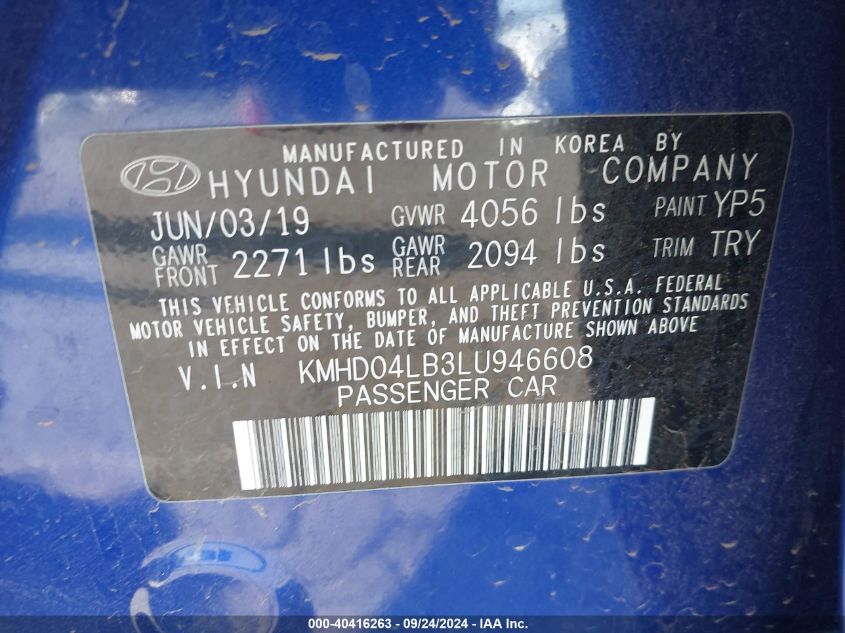 MANUFACTURED IN KOREA BY
HYUNDAI MOTOR COMPANY
JUN/03/19 GVWR 4056 lbs PAINT YP5
GAWR FRONT 2271 lbs GAWR REAR 2094 lbs TRIM TRY
THIS VEHICLE CONFORMS TO ALL APPLICABLE U.S.A. FEDERAL
MOTOR VEHICLE SAFETY, BUMPER, AND THEFT PREVENTION STANDARDS
IN EFFECT ON THE DATE OF MANUFACTURE SHOWN ABOVE
V.I.N KMHD04LB3LU946608
PASSENGER CAR
000-40416263 - 09/24/2024 - IAA Inc.